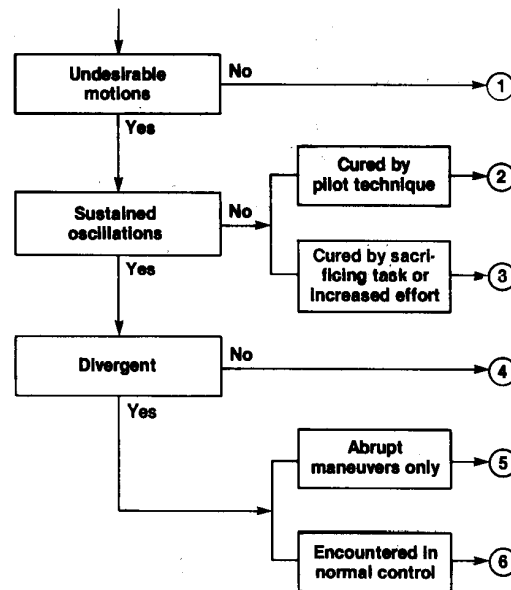 Undesirable
motions
No
1
Yes
Cured by
pilot technique
2
Sustained
oscillations
No
Cured by sacri-
ficing task or
increased effort
3
Yes
Divergent
No
4
Yes
Abrupt
maneuvers only
5
Encountered in
normal control
6